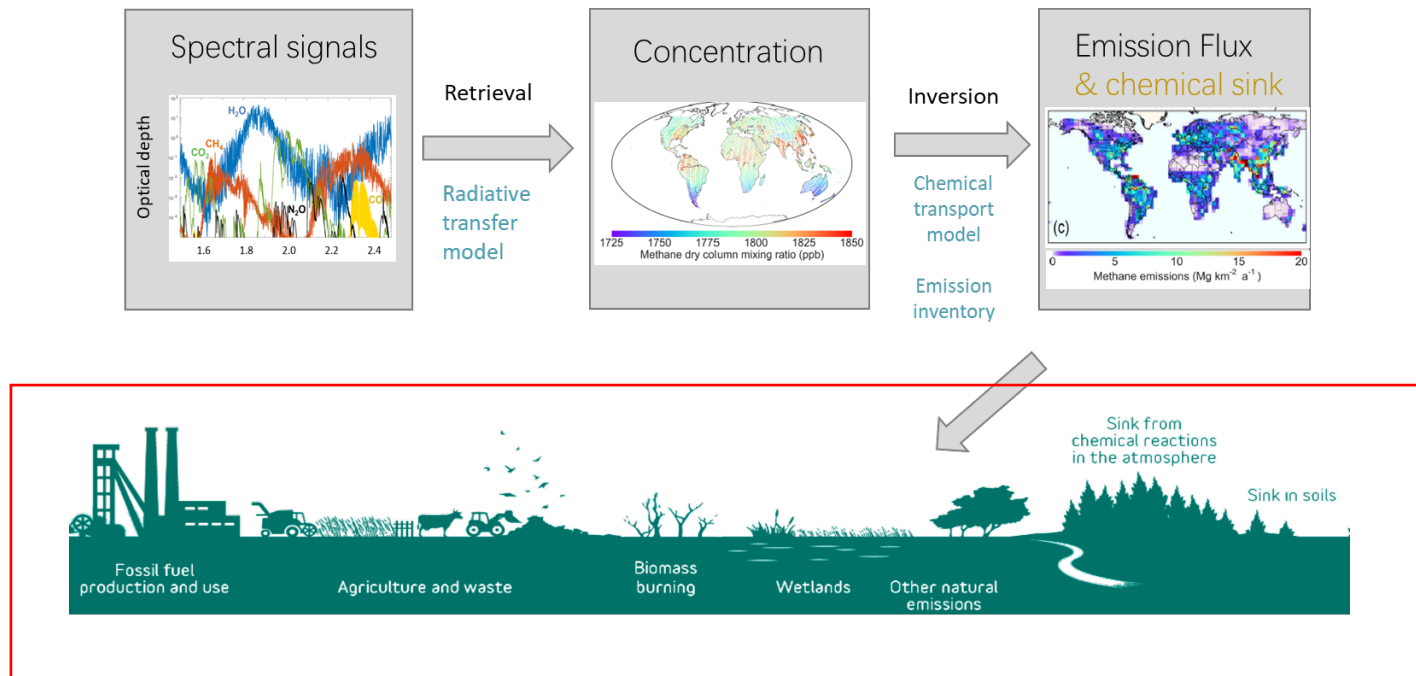 Spectral signals
Optical depth
H₂O
CO₂
CH₄
N₂O
CO
1.6 1.8 2.0 2.2 2.4
Retrieval
Radiative
transfer
model
Concentration
1725 1750 1775 1800 1825 1850
Methane dry column mixing ratio (ppb)
Inversion
Chemical
transport
model
Emission
inventory
Emission Flux
& chemical sink
(c)
0 5 10 15 20
Methane emissions (Mg km⁻² a⁻¹)
Sink from
chemical reactions
in the atmosphere
Sink in soils
Fossil fuel
production and use
Agriculture and waste
Biomass
burning
Wetlands
Other natural
emissions